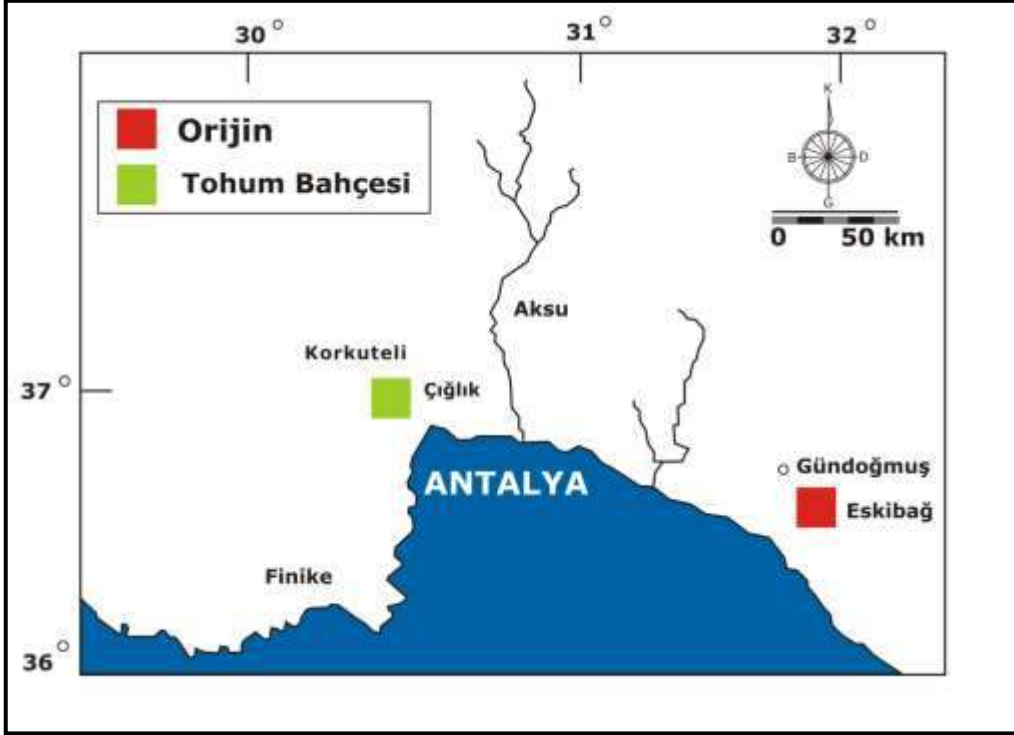 30°
31°
32°
Orijin
Tohum Bahçesi
K
B
D
G
0 50 km
Aksu
Korkuteli
37°
Çığlık
Gündoğmuş
ANTALYA
Eskibağ
Finike
36°